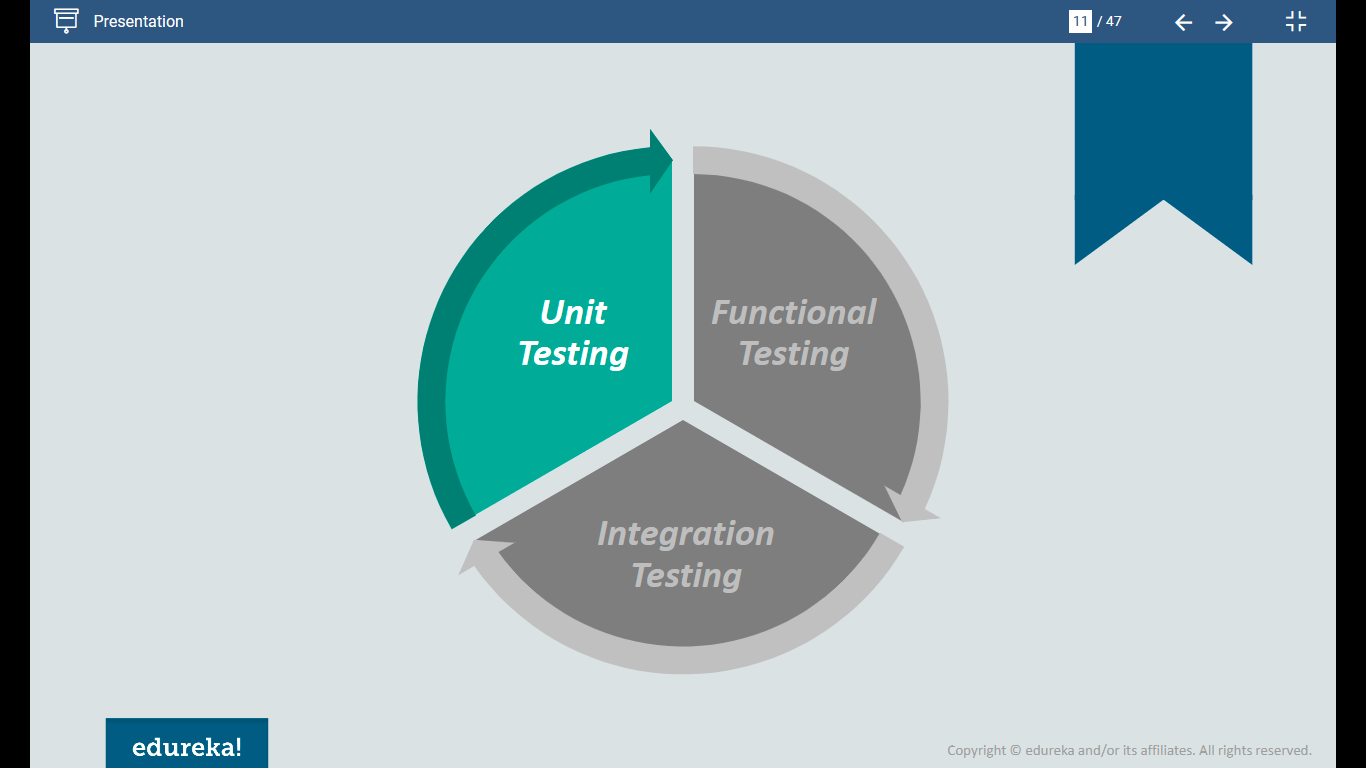 Presentation
11 / 47
Unit
Testing
Functional
Testing
Integration
Testing
edureka!
Copyright © edureka and/or its affiliates. All rights reserved.